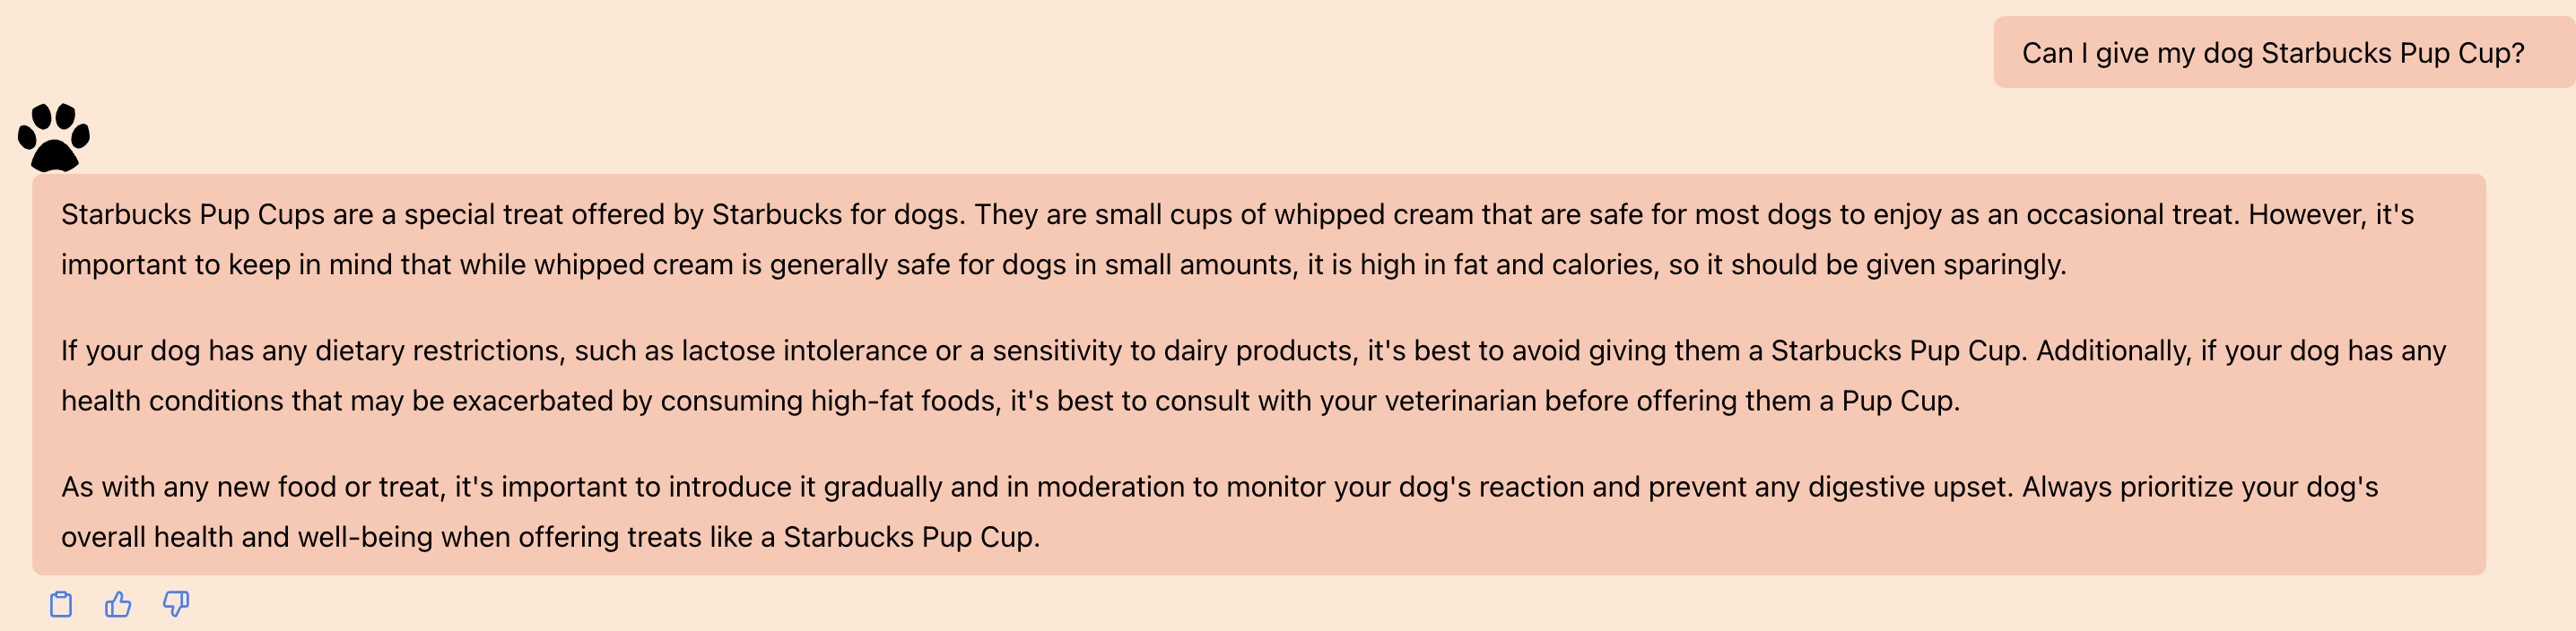 Can I give my dog Starbucks Pup Cup?
Starbucks Pup Cups are a special treat offered by Starbucks for dogs. They are small cups of whipped cream that are safe for most dogs to enjoy as an occasional treat. However, it's
important to keep in mind that while whipped cream is generally safe for dogs in small amounts, it is high in fat and calories, so it should be given sparingly.
If your dog has any dietary restrictions, such as lactose intolerance or a sensitivity to dairy products, it's best to avoid giving them a Starbucks Pup Cup. Additionally, if your dog has any
health conditions that may be exacerbated by consuming high-fat foods, it's best to consult with your veterinarian before offering them a Pup Cup.
As with any new food or treat, it's important to introduce it gradually and in moderation to monitor your dog's reaction and prevent any digestive upset. Always prioritize your dog's
overall health and well-being when offering treats like a Starbucks Pup Cup.